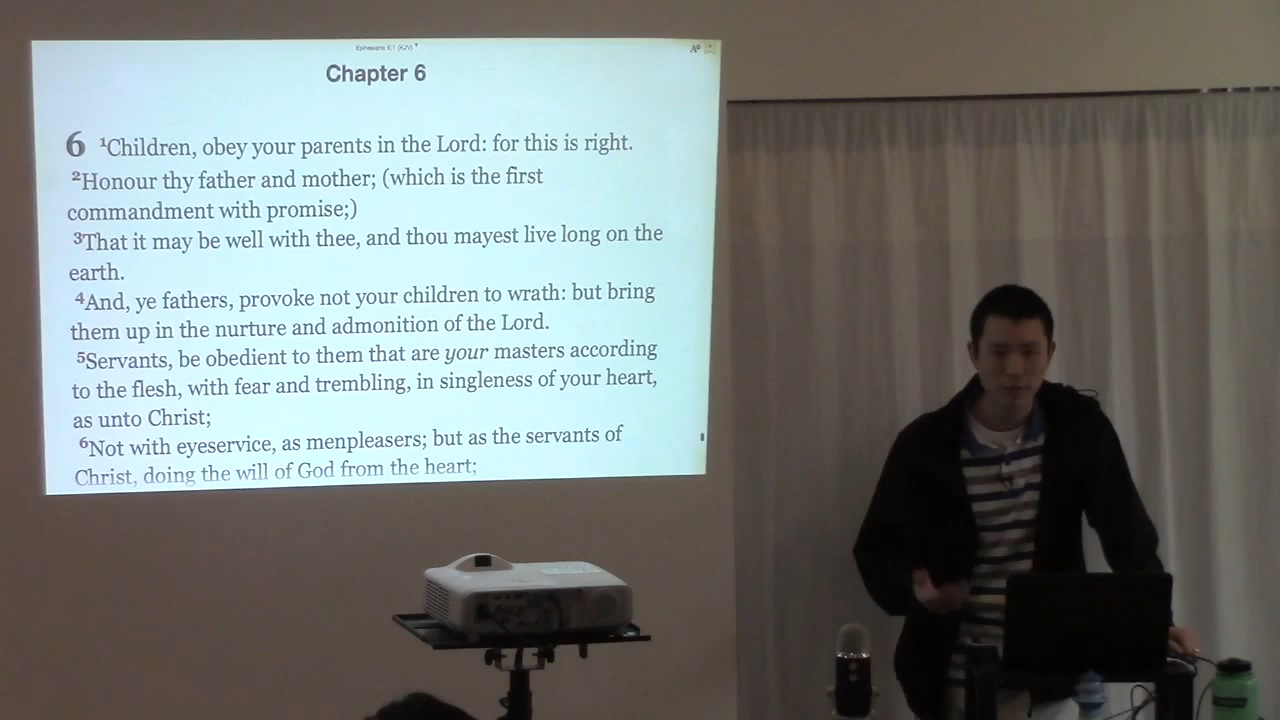 Ephesians 6:1 (KJV)
Chapter 6
6 1Children, obey your parents in the Lord: for this is right.
2Honour thy father and mother; (which is the first
commandment with promise;)
3That it may be well with thee, and thou mayest live long on the
earth.
4And, ye fathers, provoke not your children to wrath: but bring
them up in the nurture and admonition of the Lord.
5Servants, be obedient to them that are your masters according
to the flesh, with fear and trembling, in singleness of your heart,
as unto Christ;
6Not with eyeservice, as menpleasers; but as the servants of
Christ, doing the will of God from the heart;